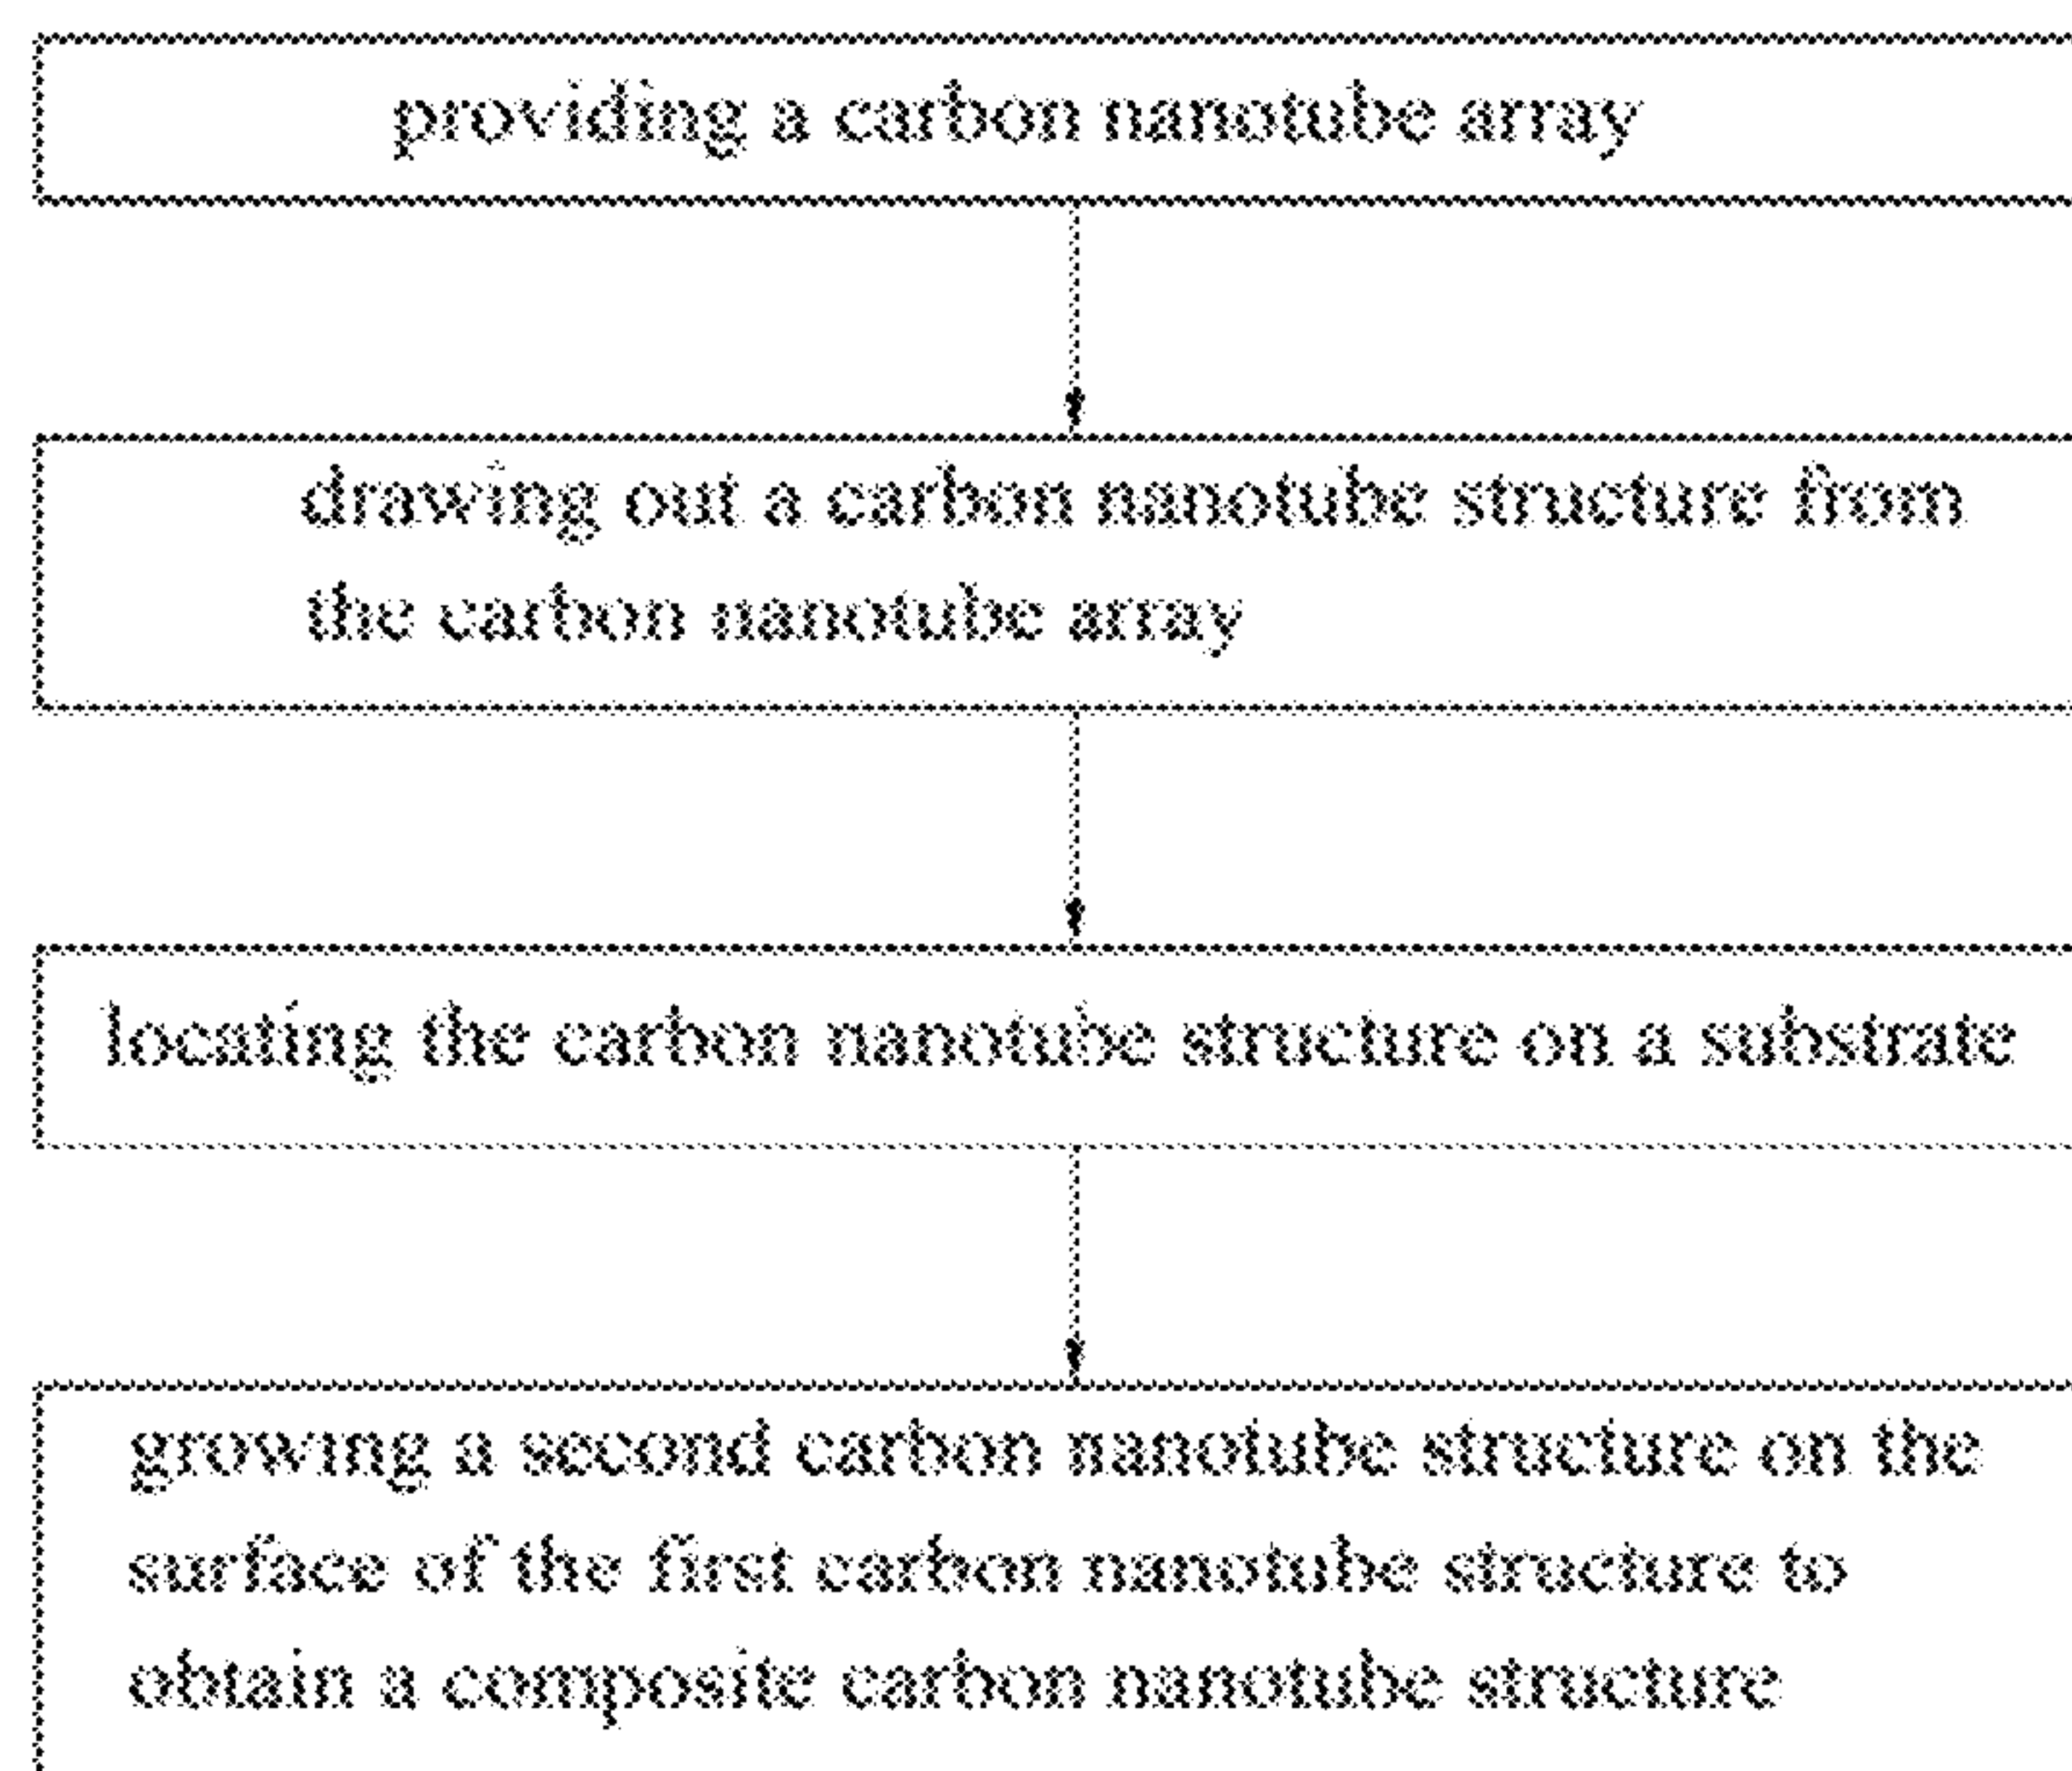 providing a carbon nanotube array
drawing out a carbon nanotube structure from
the carbon nanotube array
locating the carbon nanotube structure on a substrate
growing a second carbon nanotube structure on the
surface of the first carbon nanotube structure to
obtain a composite carbon nanotube structure